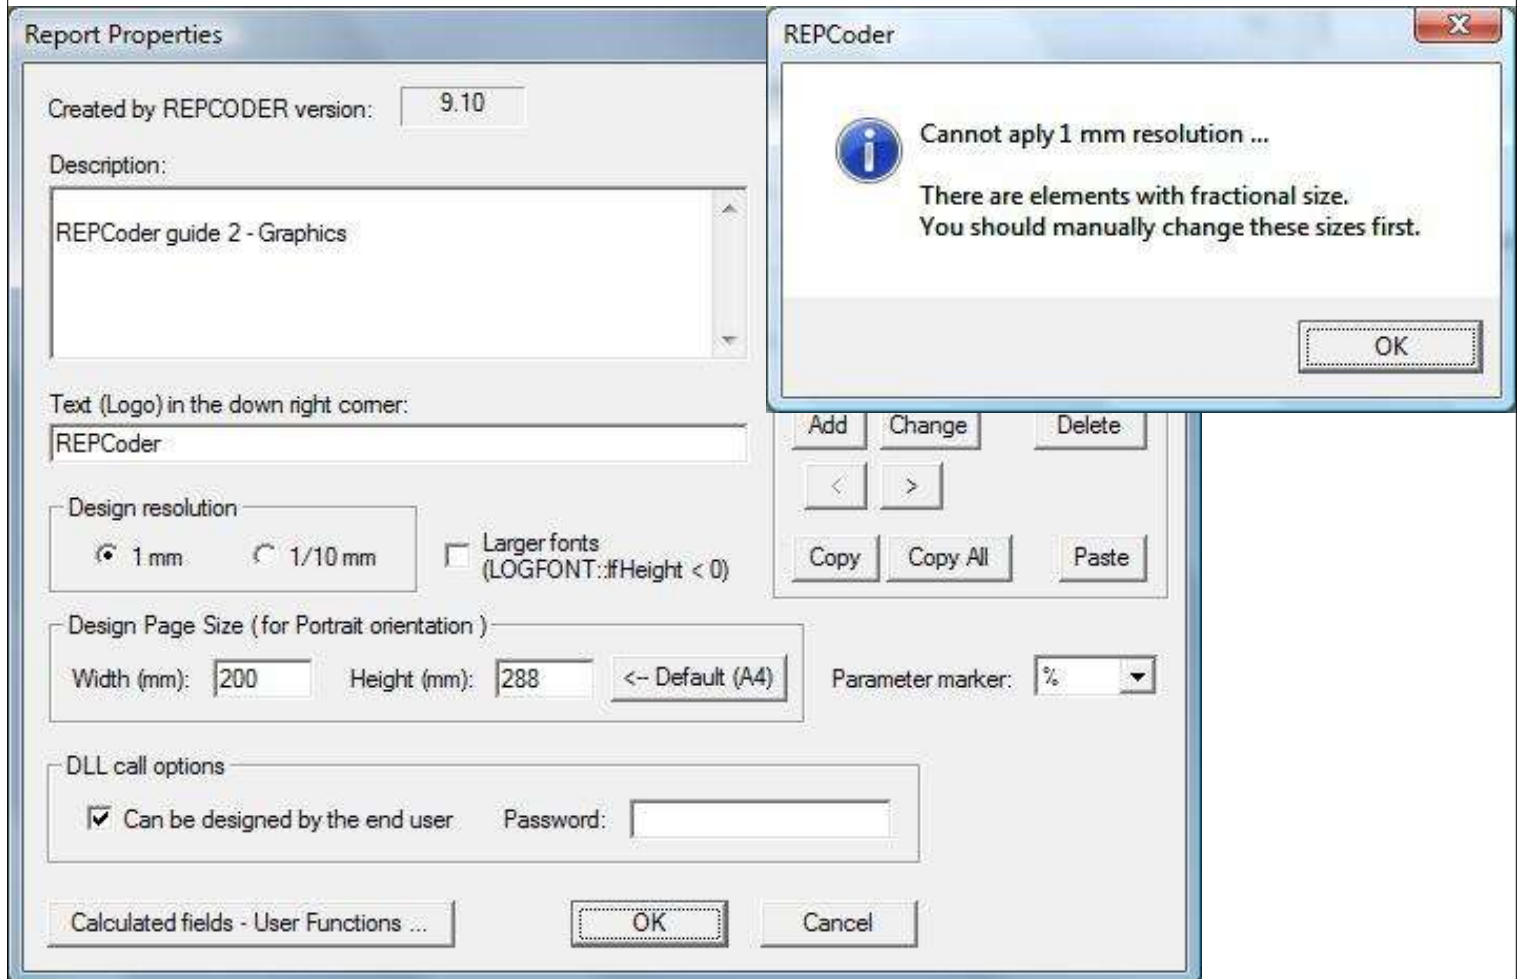 Report Properties
Created by REPCODER version: 9.10
Description:
REPCoder guide 2 - Graphics
Text (Logo) in the down right corner:
REPCoder
Design resolution
1 mm 1/10 mm
Larger fonts
(LOGFONT::lfHeight < 0)
Design Page Size ( for Portrait orientation )
Width (mm): 200 Height (mm): 288 <-- Default (A4)
Parameter marker: %
DLL call options
Can be designed by the end user Password:
Calculated fields - User Functions ... OK Cancel
REPCoder
Cannot aply 1 mm resolution ...
There are elements with fractional size.
You should manually change these sizes first.
OK
Add Change Delete
< >
Copy Copy All Paste